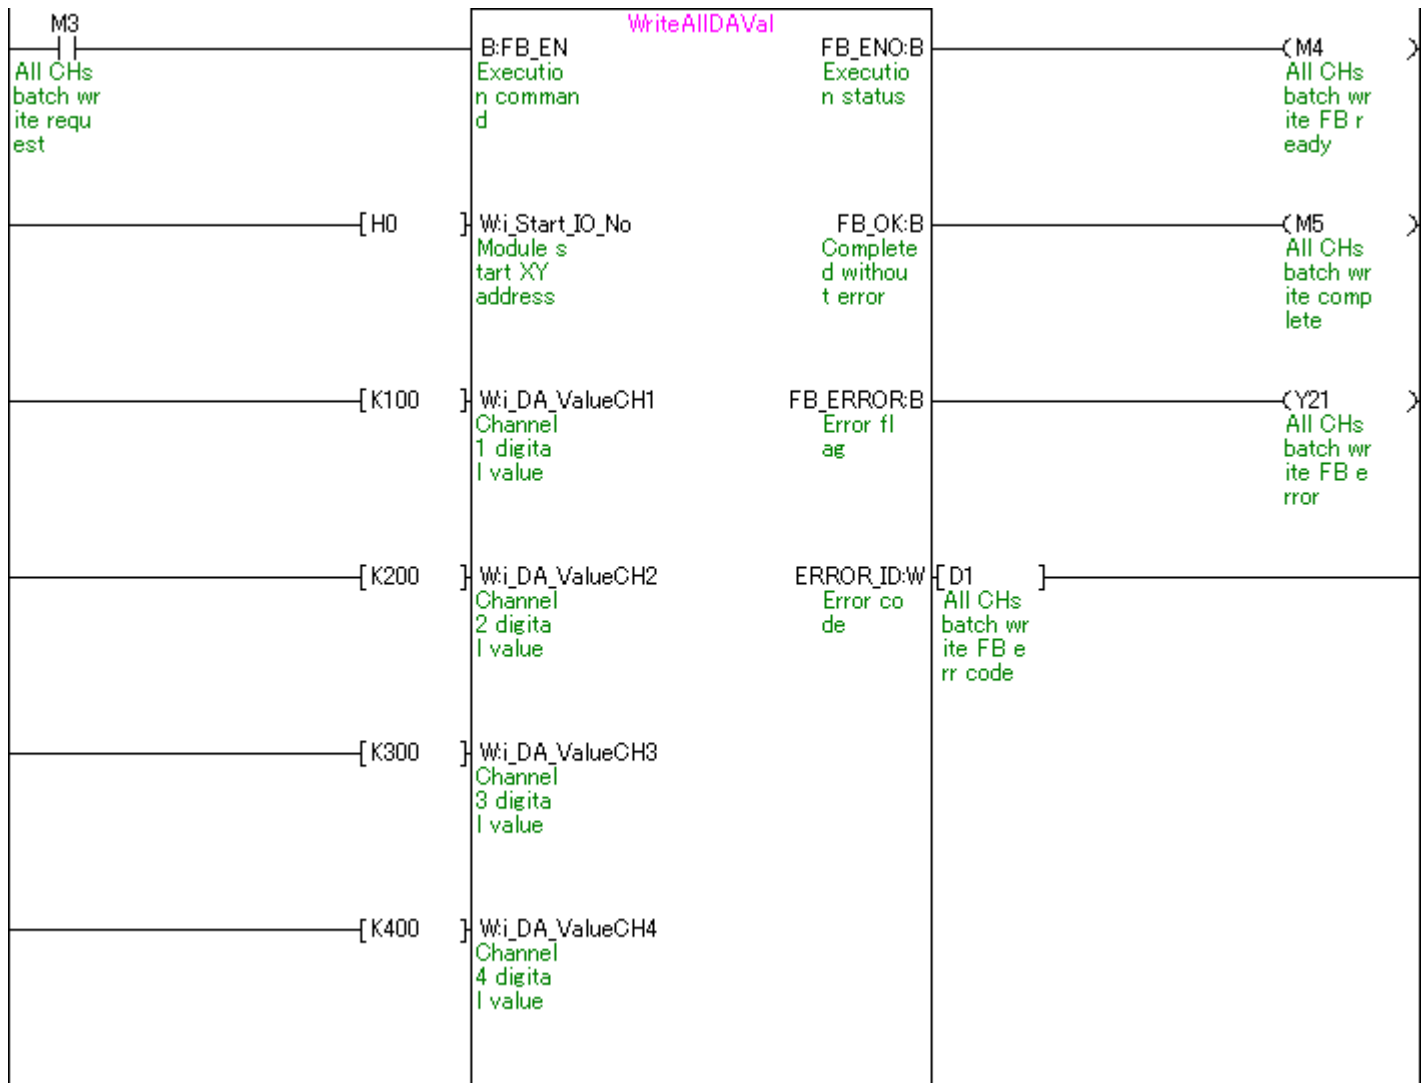 WriteAllDAVal
M3
B:FB_EN
FB_ENO:B
M4
All CHs
batch wr
ite requ
est
Executio
n comman
d
Executio
n status
All CHs
batch wr
ite FB r
eady
H0
W:i_Start_IO_No
FB_OK:B
M5
Module s
tart XY
address
Complete
d withou
t error
All CHs
batch wr
ite comp
lete
K100
W:i_DA_ValueCH1
FB_ERROR:B
Y21
Channel
1 digita
l value
Error fl
ag
All CHs
batch wr
ite FB e
rror
K200
W:i_DA_ValueCH2
ERROR_ID:W
D1
Channel
2 digita
l value
Error co
de
All CHs
batch wr
ite FB e
rr code
K300
W:i_DA_ValueCH3
Channel
3 digita
l value
K400
W:i_DA_ValueCH4
Channel
4 digita
l value